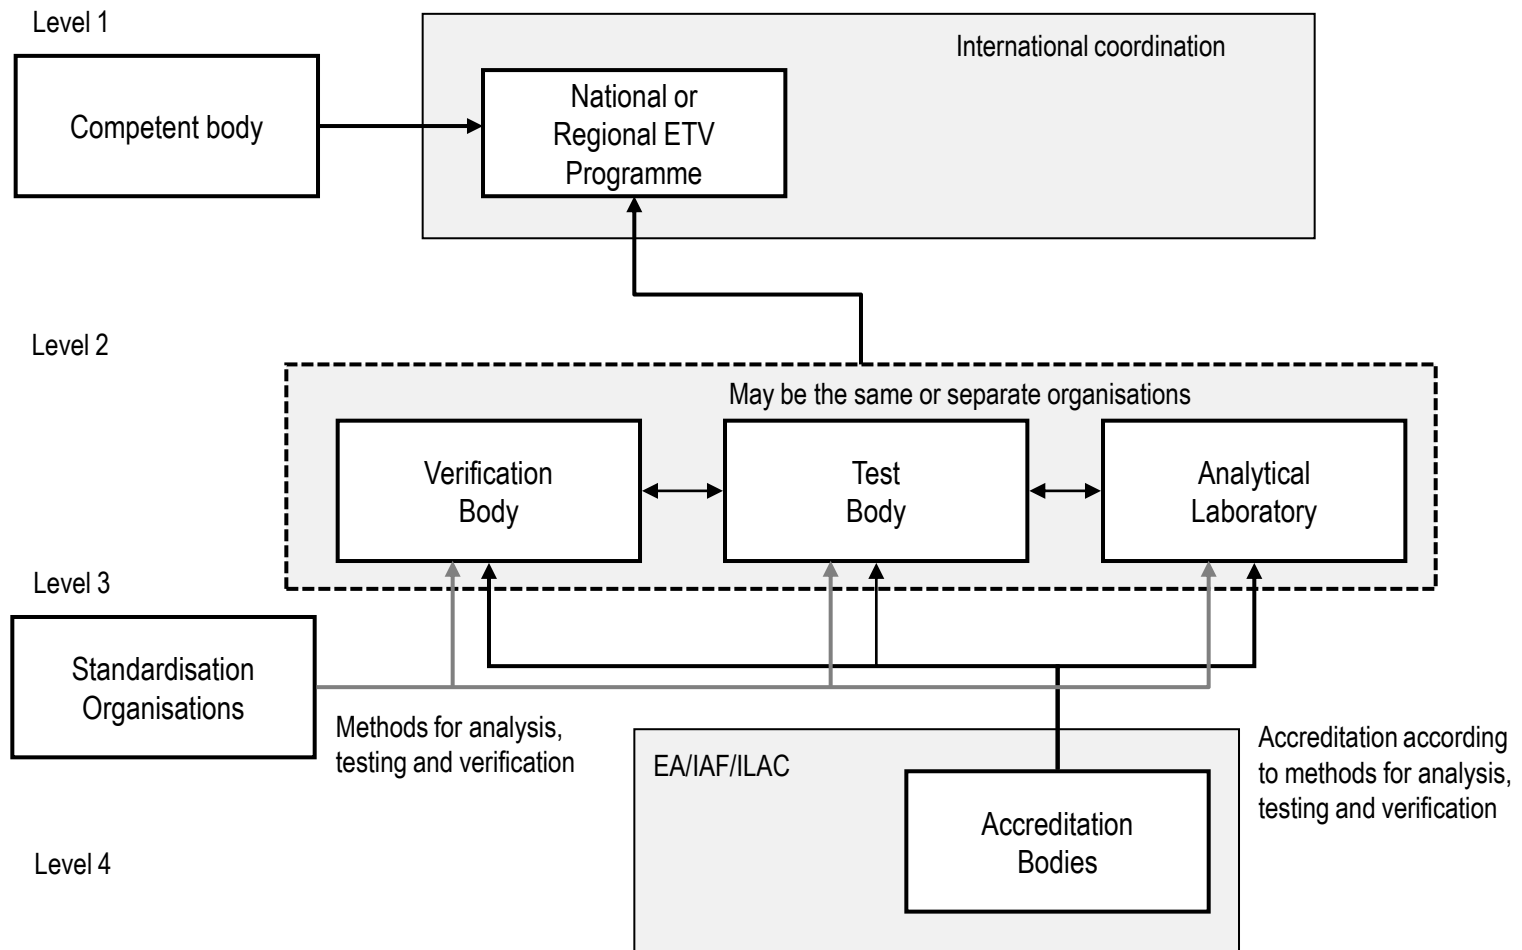 Level 1
International coordination
Competent body
National or
Regional ETV
Programme
Level 2
May be the same or separate organisations
Verification
Body
Test
Body
Analytical
Laboratory
Level 3
Standardisation
Organisations
Methods for analysis,
testing and verification
EA/IAF/ILAC
Accreditation according
to methods for analysis,
testing and verification
Accreditation
Bodies
Level 4